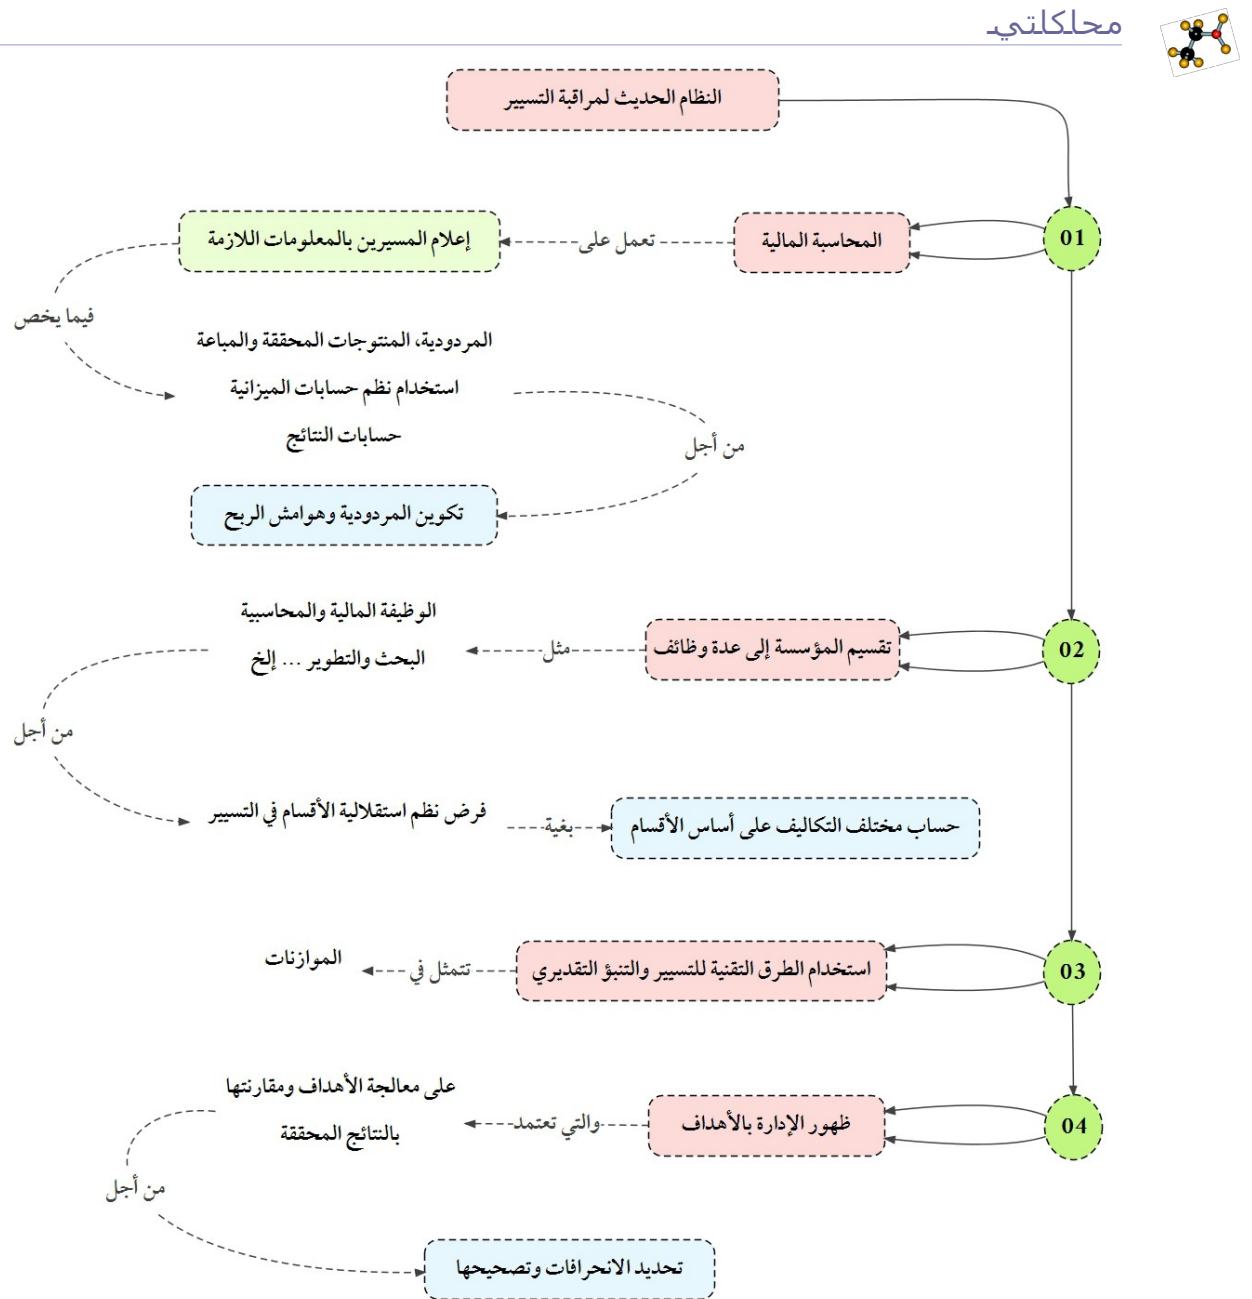 محاكلتي
النظام الحديث لمراقبة التسيير
01
المحاسبة المالية
تعمل على
إعلام المسيرين بالمعلومات اللازمة
فيما يخص
المردودية، المنتوجات المحققة والمباعة
استخدام نظم حسابات الميزانية
حسابات النتائج
من أجل
تكوين المردودية وهوامش الربح
02
تقسيم المؤسسة إلى عدة وظائف
مثل
الوظيفة المالية والمحاسبية
البحث والتطوير ... إلخ
من أجل
فرض نظم استقلالية الأقسام في التسيير
بغية
حساب مختلف التكاليف على أساس الأقسام
03
استخدام الطرق التقنية للتسيير والتنبؤ التقديري
تتمثل في
الموازنات
04
ظهور الإدارة بالأهداف
والتي تعتمد
على معالجة الأهداف ومقارنتها
بالنتائج المحققة
من أجل
تحديد الانحرافات وتصحيحها